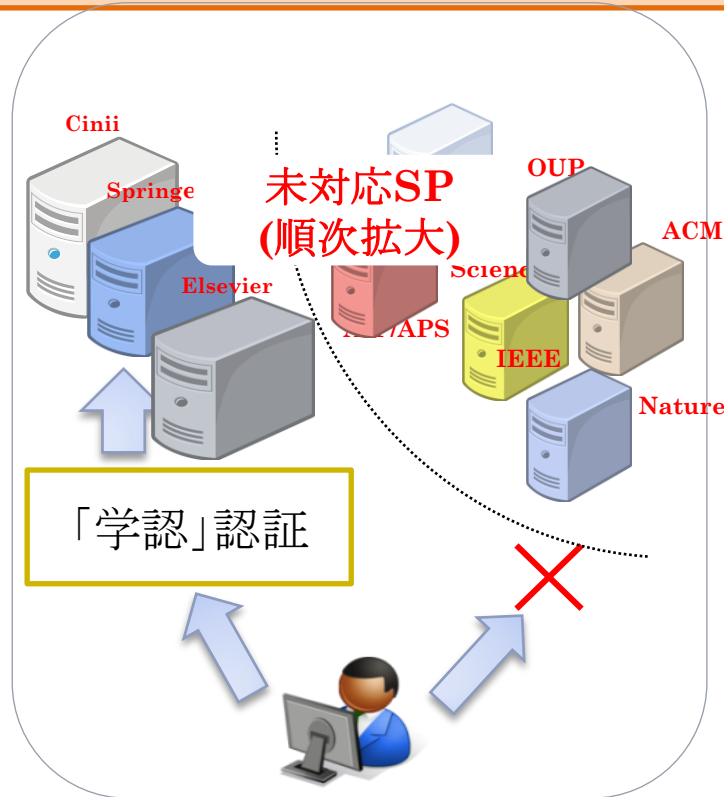 Cinii
Springe
Elsevier
未対応SP
(順次拡大)
OUP
ACM
Scienc
/APS
IEEE
Nature
「学認」認証